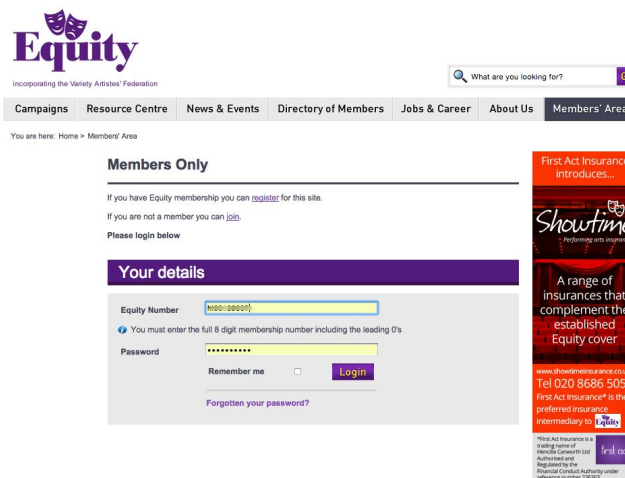 Equity
incorporating the Variety Artistes' Federation
What are you looking for?
Campaigns Resource Centre News & Events Directory of Members Jobs & Career About Us Members' Area
You are here: Home > Members' Area
Members Only
If you have Equity membership you can register for this site.
If you are not a member you can join.
Please login below
Your details
Equity Number
You must enter the full 8 digit membership number including the leading 0's
Password
Remember me
Login
Forgotten your password?
First Act Insurance
introduces...
Showtime
Performing arts insurance
A range of
insurances that
complement the
established
Equity cover
www.showtimeinsurance.co.u
Tel 020 8686 505
First Act Insurance* is the
preferred insurance
intermediary to Equity
*First Act Insurance is a
trading name of
Hencilla Canworth Ltd
Authorised and
Regulated by the
Financial Conduct Authority under
reference number 226263
first act